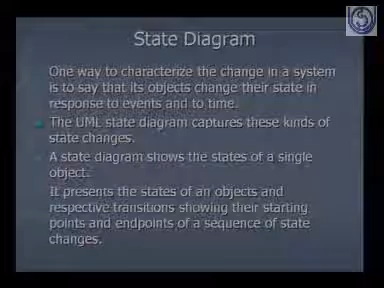 State Diagram
One way to characterize the change in a system
is to say that its objects change their state in
response to events and to time.
The UML state diagram captures these kinds of
state changes.
A state diagram shows the states of a single
object.
It presents the states of an objects and
respective transitions showing their starting
points and endpoints of a sequence of state
changes.